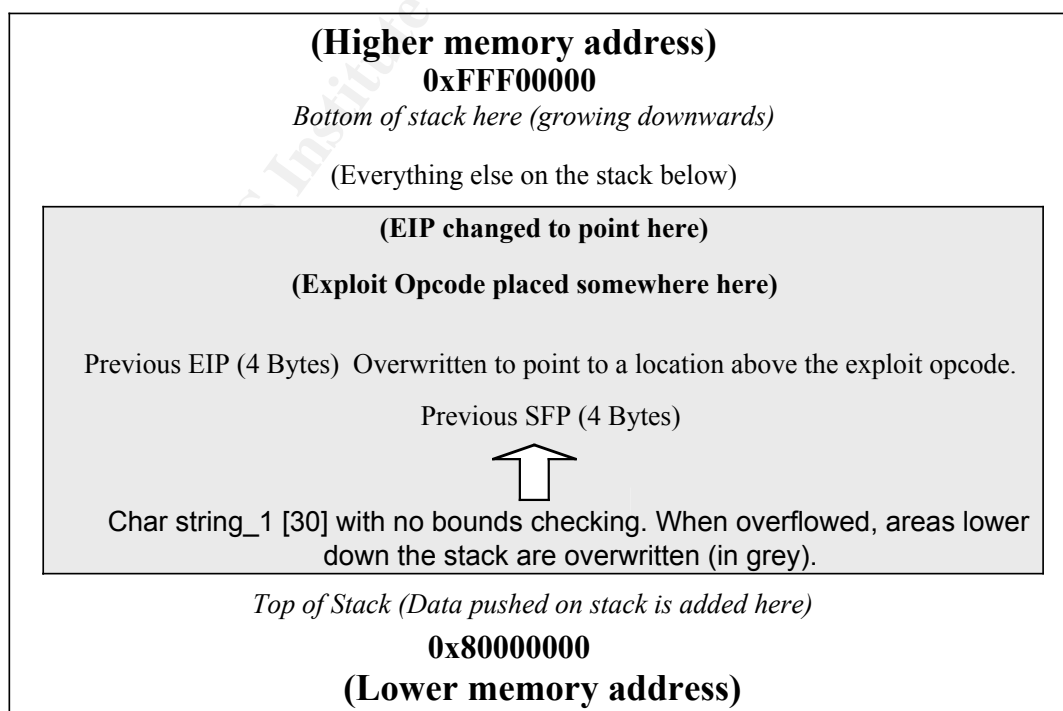 (Higher memory address)
0xFFF00000
Bottom of stack here (growing downwards)
(Everything else on the stack below)
(EIP changed to point here)
(Exploit Opcode placed somewhere here)
Previous EIP (4 Bytes)  Overwritten to point to a location above the exploit opcode.
Previous SFP (4 Bytes)
Char string_1 [30] with no bounds checking. When overflowed, areas lower
down the stack are overwritten (in grey).
Top of Stack (Data pushed on stack is added here)
0x80000000
(Lower memory address)
Institute